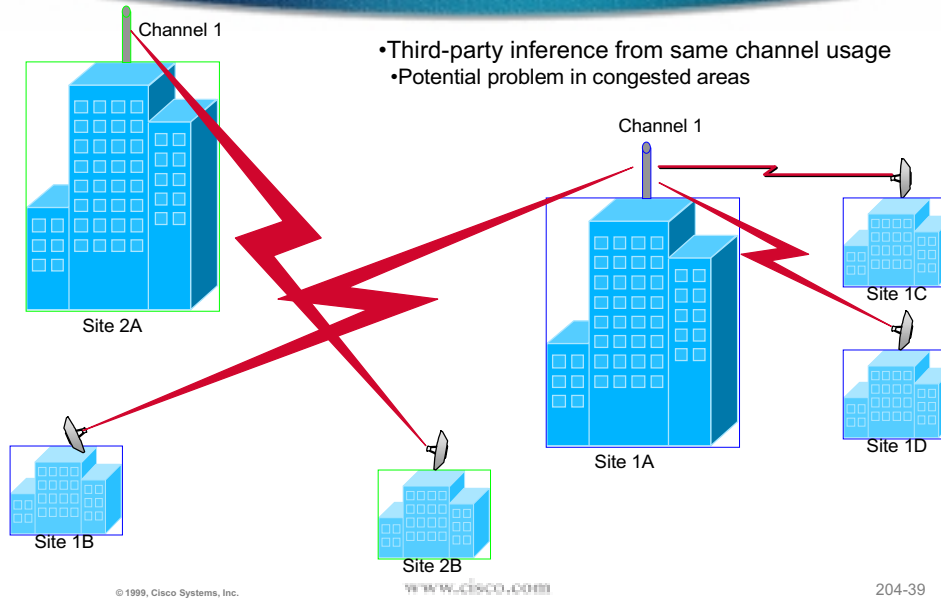 Channel 1
•Third-party inference from same channel usage
•Potential problem in congested areas
Channel 1
Site 1C
Site 2A
Site 1D
Site 1A
Site 1B
Site 2B
© 1999, Cisco Systems, Inc.
www.cisco.com
204-39